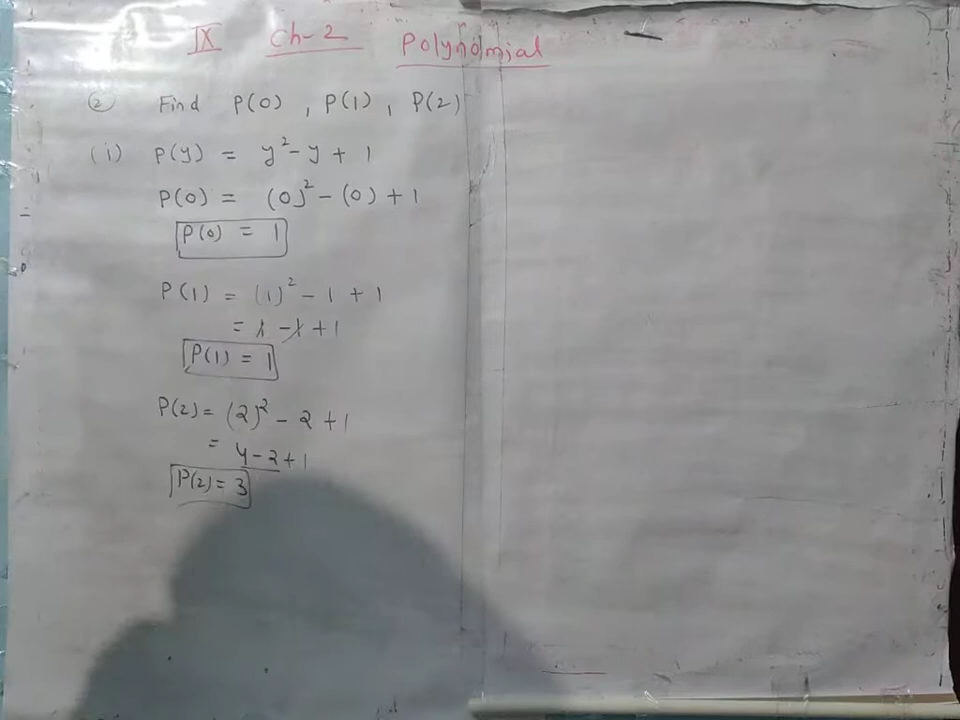 IX Ch-2 Polynomial
② Find P(0) , P(1) , P(2)
(i) P(y) = y² - y + 1
P(0) = (0)² - (0) + 1
P(0) = 1
P(1) = (1)² - 1 + 1
= 1 - 1 + 1
P(1) = 1
P(2) = (2)² - 2 + 1
= 4 - 2 + 1
P(2) = 3